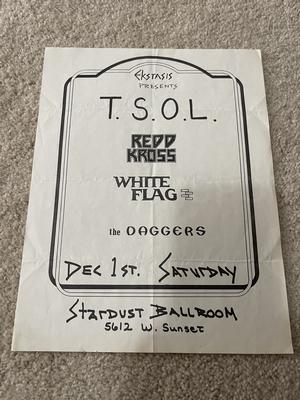 EKSTASIS
PRESENTS
T.S.O.L.
REDD
KROSS
WHITE
FLAG
the DAGGERS
DEC 1ST. SATURDAY
STARDUST BALLROOM
5612 W. SUNSET